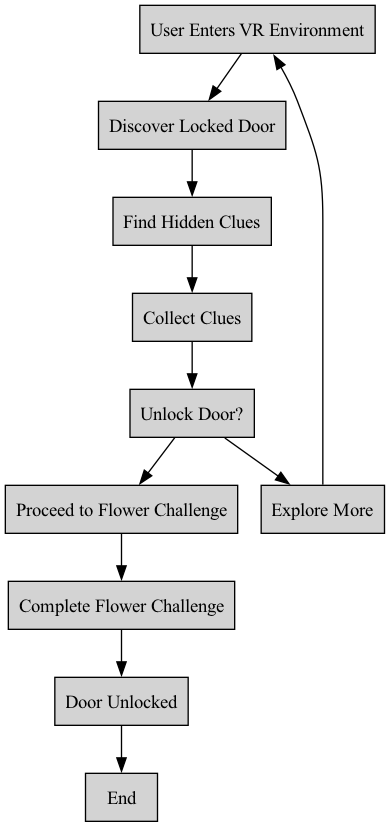 User Enters VR Environment
Discover Locked Door
Find Hidden Clues
Collect Clues
Unlock Door?
Proceed to Flower Challenge
Explore More
Complete Flower Challenge
Door Unlocked
End